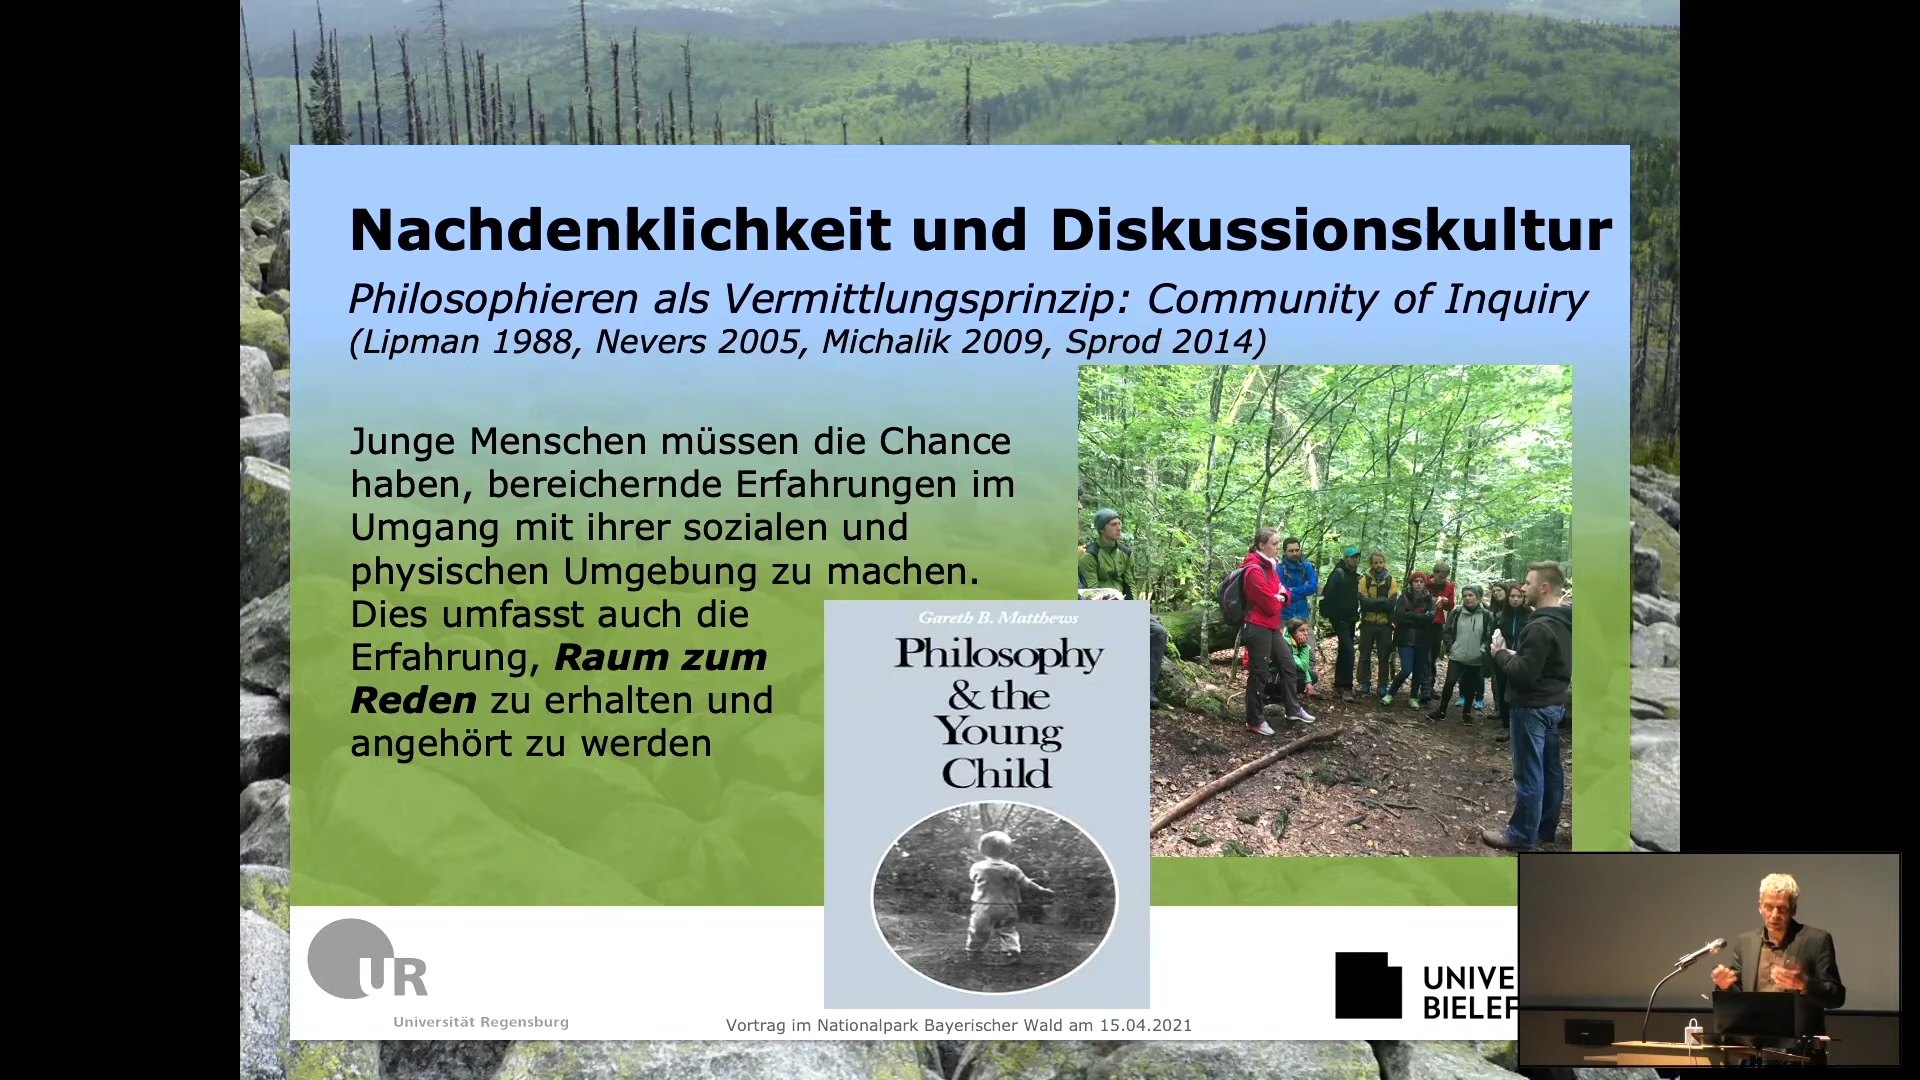 Nachdenklichkeit und Diskussionskultur
Philosophieren als Vermittlungsprinzip: Community of Inquiry
(Lipman 1988, Nevers 2005, Michalik 2009, Sprod 2014)
Junge Menschen müssen die Chance
haben, bereichernde Erfahrungen im
Umgang mit ihrer sozialen und
physischen Umgebung zu machen.
Dies umfasst auch die
Erfahrung, Raum zum
Reden zu erhalten und
angehört zu werden
Gareth B. Matthews
Philosophy
& the
Young
Child
UR
Universität Regensburg
Vortrag im Nationalpark Bayerischer Wald am 15.04.2021
UNIVE
BIELEF